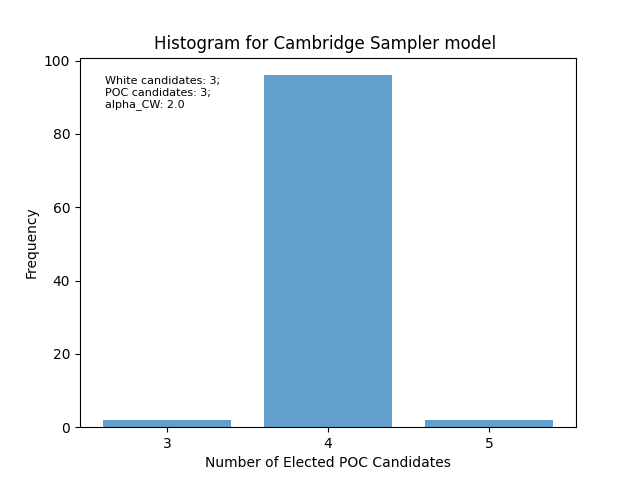 Histogram for Cambridge Sampler model
100
80
60
40
20
0
Frequency
White candidates: 3;
POC candidates: 3;
alpha_CW: 2.0
3
4
5
Number of Elected POC Candidates